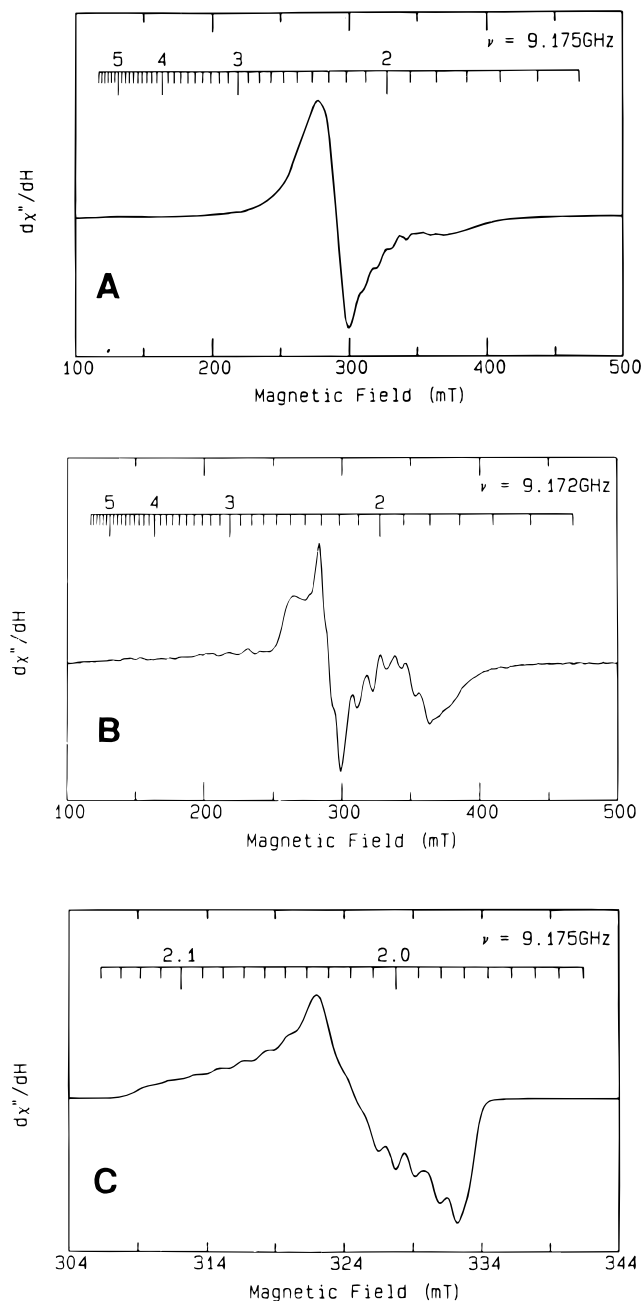 ν = 9.175GHz
5 4 3 2
dχ"/dH
A
100 200 300 400 500
Magnetic Field (mT)
ν = 9.172GHz
5 4 3 2
dχ"/dH
B
100 200 300 400 500
Magnetic Field (mT)
ν = 9.175GHz
2.1 2.0
dχ"/dH
C
304 314 324 334 344
Magnetic Field (mT)